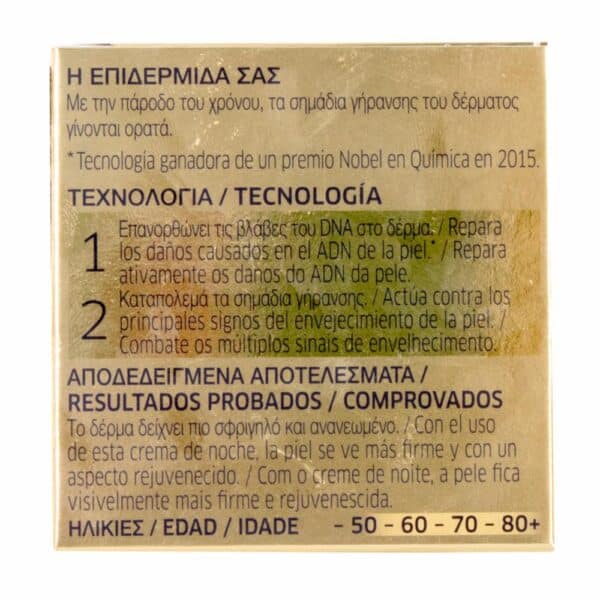 Η ΕΠΙΔΕΡΜΙΔΑ ΣΑΣ
Με την πάροδο του χρόνου, τα σημάδια γήρανσης του δέρματος
γίνονται ορατά.
*Tecnología ganadora de un premio Nobel en Química en 2015.
ΤΕΧΝΟΛΟΓΙΑ / TECNOLOGÍA
1 Επανορθώνει τις βλάβες του DNA στο δέρμα. / Repara
los daños causados en el ADN de la piel.* / Repara
ativamente os danos do ADN da pele.
2 Καταπολεμά τα σημάδια γήρανσης. / Actúa contra los
principales signos del envejecimiento de la piel. /
Combate os múltiplos sinais de envelhecimento.
ΑΠΟΔΕΔΕΙΓΜΕΝΑ ΑΠΟΤΕΛΕΣΜΑΤΑ /
RESULTADOS PROBADOS / COMPROVADOS
Το δέρμα δείχνει πιο σφριγηλό και ανανεωμένο. / Con el uso
de esta crema de noche, la piel se ve más firme y con un
aspecto rejuvenecido. / Com o creme de noite, a pele fica
visivelmente mais firme e rejuvenescida.
ΗΛΙΚΙΕΣ / EDAD / IDADE - 50 - 60 - 70 - 80+